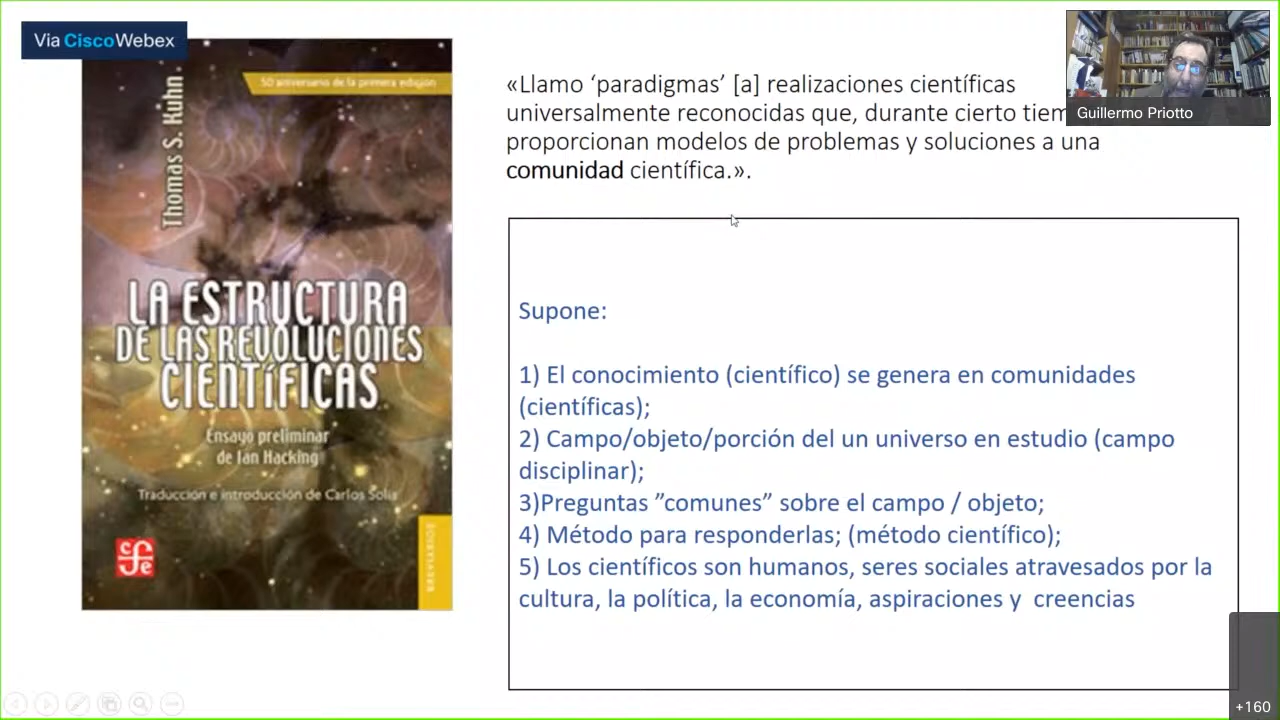 Via CiscoWebex
50 aniversario de la primera edición
Thomas S. Kuhn
LA ESTRUCTURA
DE LAS REVOLUCIONES
CIENTÍFICAS
Ensayo preliminar
de Ian Hacking
Traducción e introducción de Carlos Solís
cfe
BREVIARIOS
«Llamo ‘paradigmas’ [a] realizaciones científicas
universalmente reconocidas que, durante cierto
proporcionan modelos de problemas y soluciones a una
comunidad científica.».
Guillermo Priotto
Supone:
1) El conocimiento (científico) se genera en comunidades
(científicas);
2) Campo/objeto/porción del un universo en estudio (campo
disciplinar);
3)Preguntas ”comunes” sobre el campo / objeto;
4) Método para responderlas; (método científico);
5) Los científicos son humanos, seres sociales atravesados por la
cultura, la política, la economía, aspiraciones y creencias
+160